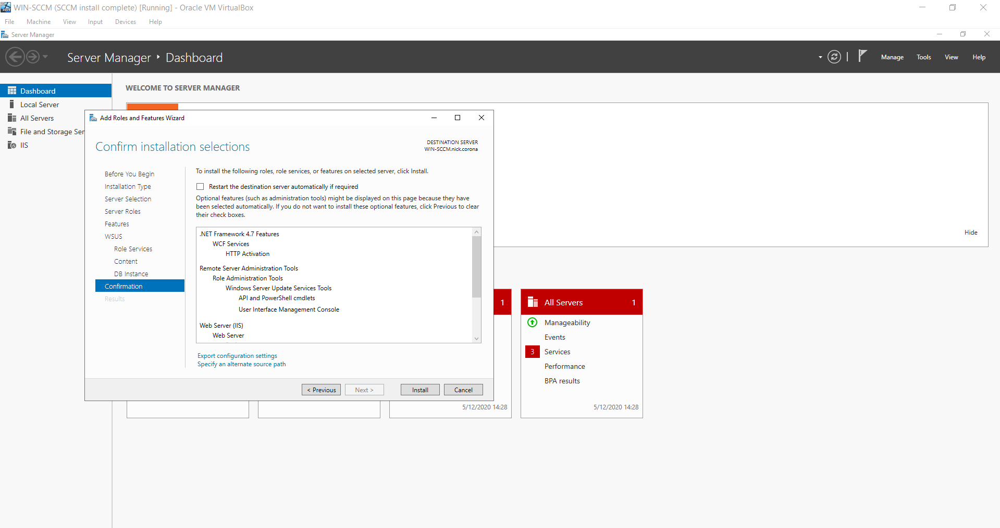 WIN-SCCM (SCCM install complete) [Running] - Oracle VM VirtualBox
File Machine View Input Devices Help
Server Manager
Server Manager Dashboard
Manage Tools View Help
Dashboard
Local Server
All Servers
File and Storage Ser
IIS
WELCOME TO SERVER MANAGER
Hide
Add Roles and Features Wizard
Confirm installation selections
DESTINATION SERVER
WIN-SCCM.nick.corona
Before You Begin
Installation Type
Server Selection
Server Roles
Features
WSUS
Role Services
Content
DB Instance
Confirmation
Results
To install the following roles, role services, or features on selected server, click Install.
Restart the destination server automatically if required
Optional features (such as administration tools) might be displayed on this page because they have
been selected automatically. If you do not want to install these optional features, click Previous to clear
their check boxes.
.NET Framework 4.7 Features
WCF Services
HTTP Activation
Remote Server Administration Tools
Role Administration Tools
Windows Server Update Services Tools
API and PowerShell cmdlets
User Interface Management Console
Web Server (IIS)
Web Server
Export configuration settings
Specify an alternate source path
< Previous Next > Install Cancel
1
5/12/2020 14:28
All Servers 1
Manageability
Events
3 Services
Performance
BPA results
5/12/2020 14:28